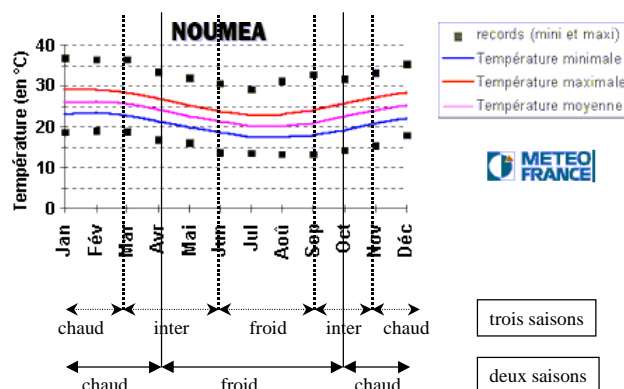 NOUMEA
Température (en °C)
40
30
20
10
0
Jan
Fév
Mar
Avr
Mai
Jun
Jul
Aoû
Sep
Oct
Nov
Déc
records (mini et maxi)
Température minimale
Température maximale
Température moyenne
METEO
FRANCE
chaud inter froid inter chaud
trois saisons
chaud froid chaud
deux saisons